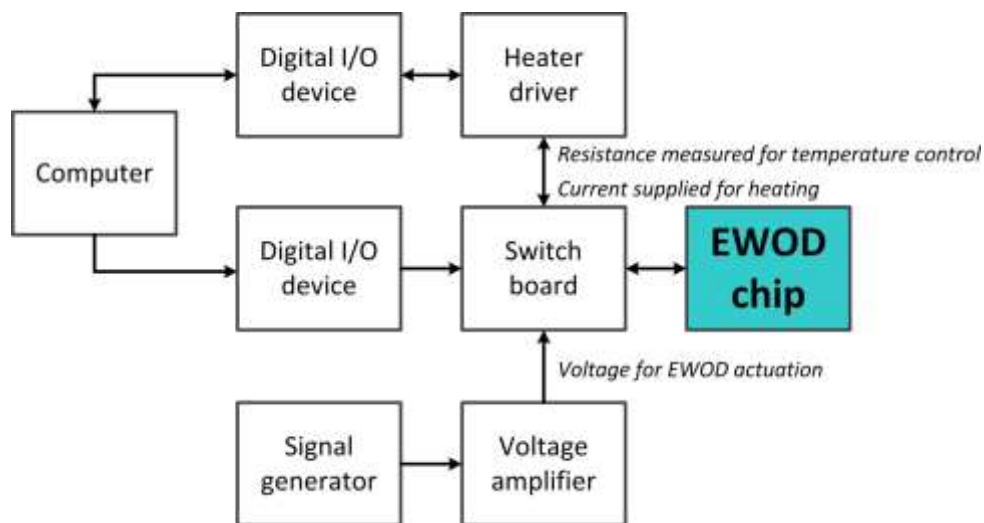 Digital I/O
device
Heater
driver
Computer
Resistance measured for temperature control
Current supplied for heating
Digital I/O
device
Switch
board
EWOD
chip
Voltage for EWOD actuation
Signal
generator
Voltage
amplifier